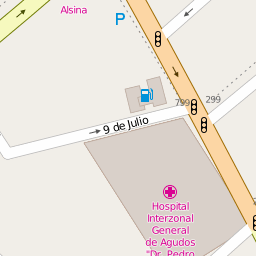 Alsina
P
799
299
9 de Julio
Hospital
Interzonal
General
de Agudos
"Dr. Pedro